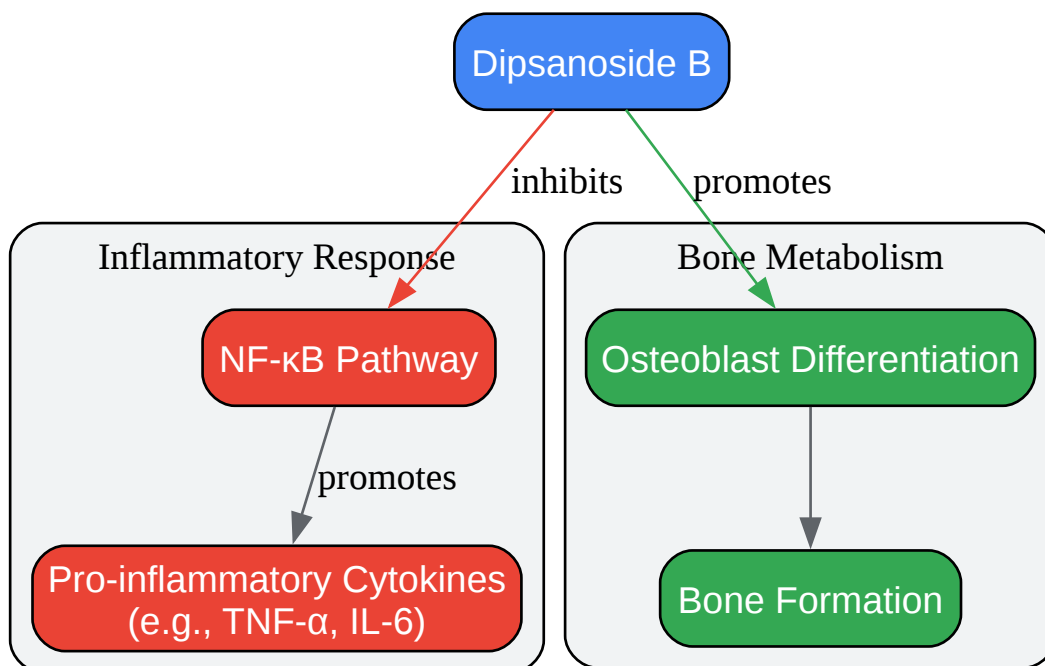 Dipsanoside B
inhibits
promotes
Inflammatory Response
Bone Metabolism
NF-κB Pathway
Osteoblast Differentiation
promotes
Pro-inflammatory Cytokines
(e.g., TNF-α, IL-6)
Bone Formation